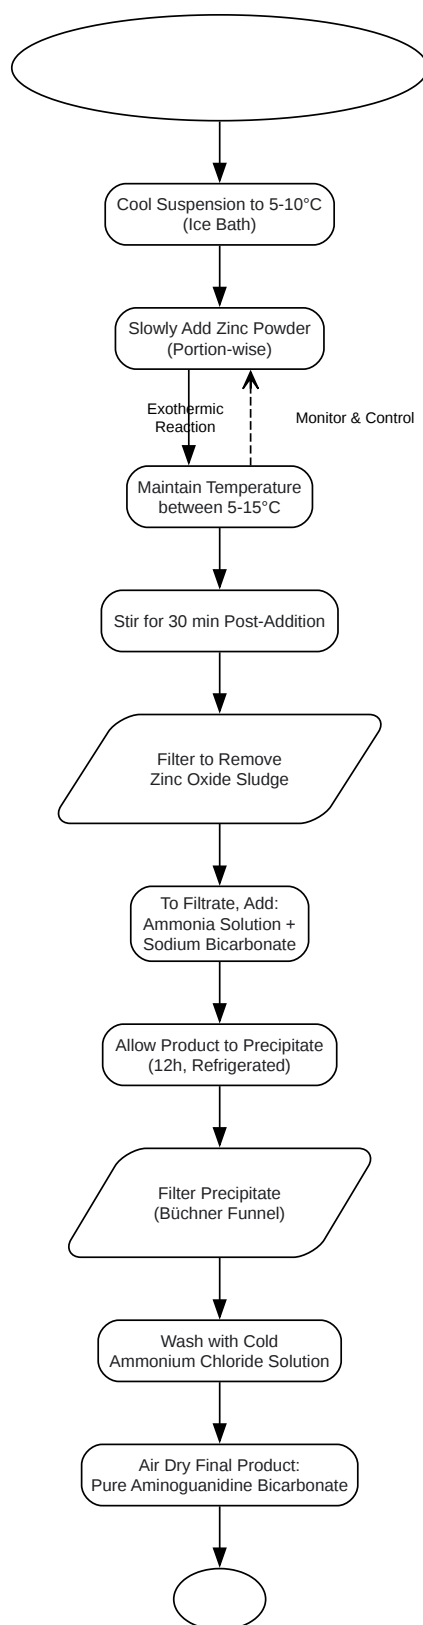 Cool Suspension to 5-10°C
(Ice Bath)
Slowly Add Zinc Powder
(Portion-wise)
Exothermic
Reaction
Monitor & Control
Maintain Temperature
between 5-15°C
Stir for 30 min Post-Addition
Filter to Remove
Zinc Oxide Sludge
To Filtrate, Add:
Ammonia Solution +
Sodium Bicarbonate
Allow Product to Precipitate
(12h, Refrigerated)
Filter Precipitate
(Büchner Funnel)
Wash with Cold
Ammonium Chloride Solution
Air Dry Final Product:
Pure Aminoguanidine Bicarbonate